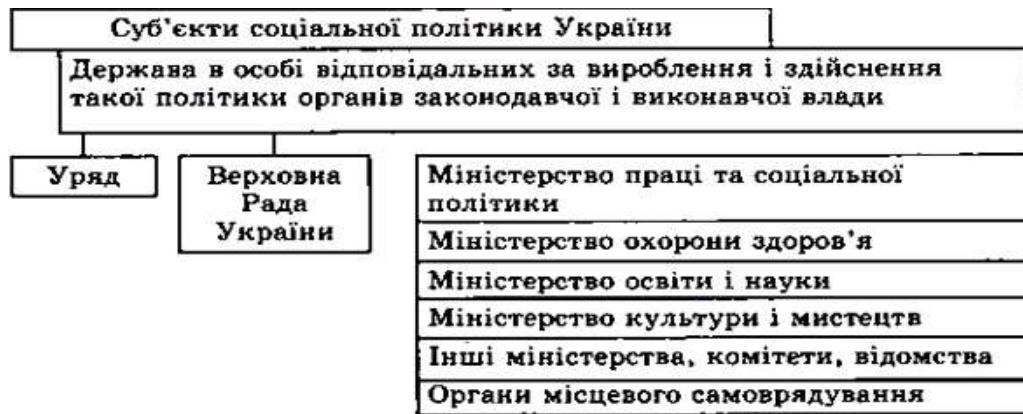 Суб'єкти соціальної політики України
Держава в особі відповідальних за вироблення і здійснення
такої політики органів законодавчої і виконавчої влади
Уряд
Верховна
Рада
України
Міністерство праці та соціальної
політики
Міністерство охорони здоров'я
Міністерство освіти і науки
Міністерство культури і мистецтв
Інші міністерства, комітети, відомства
Органи місцевого самоврядування